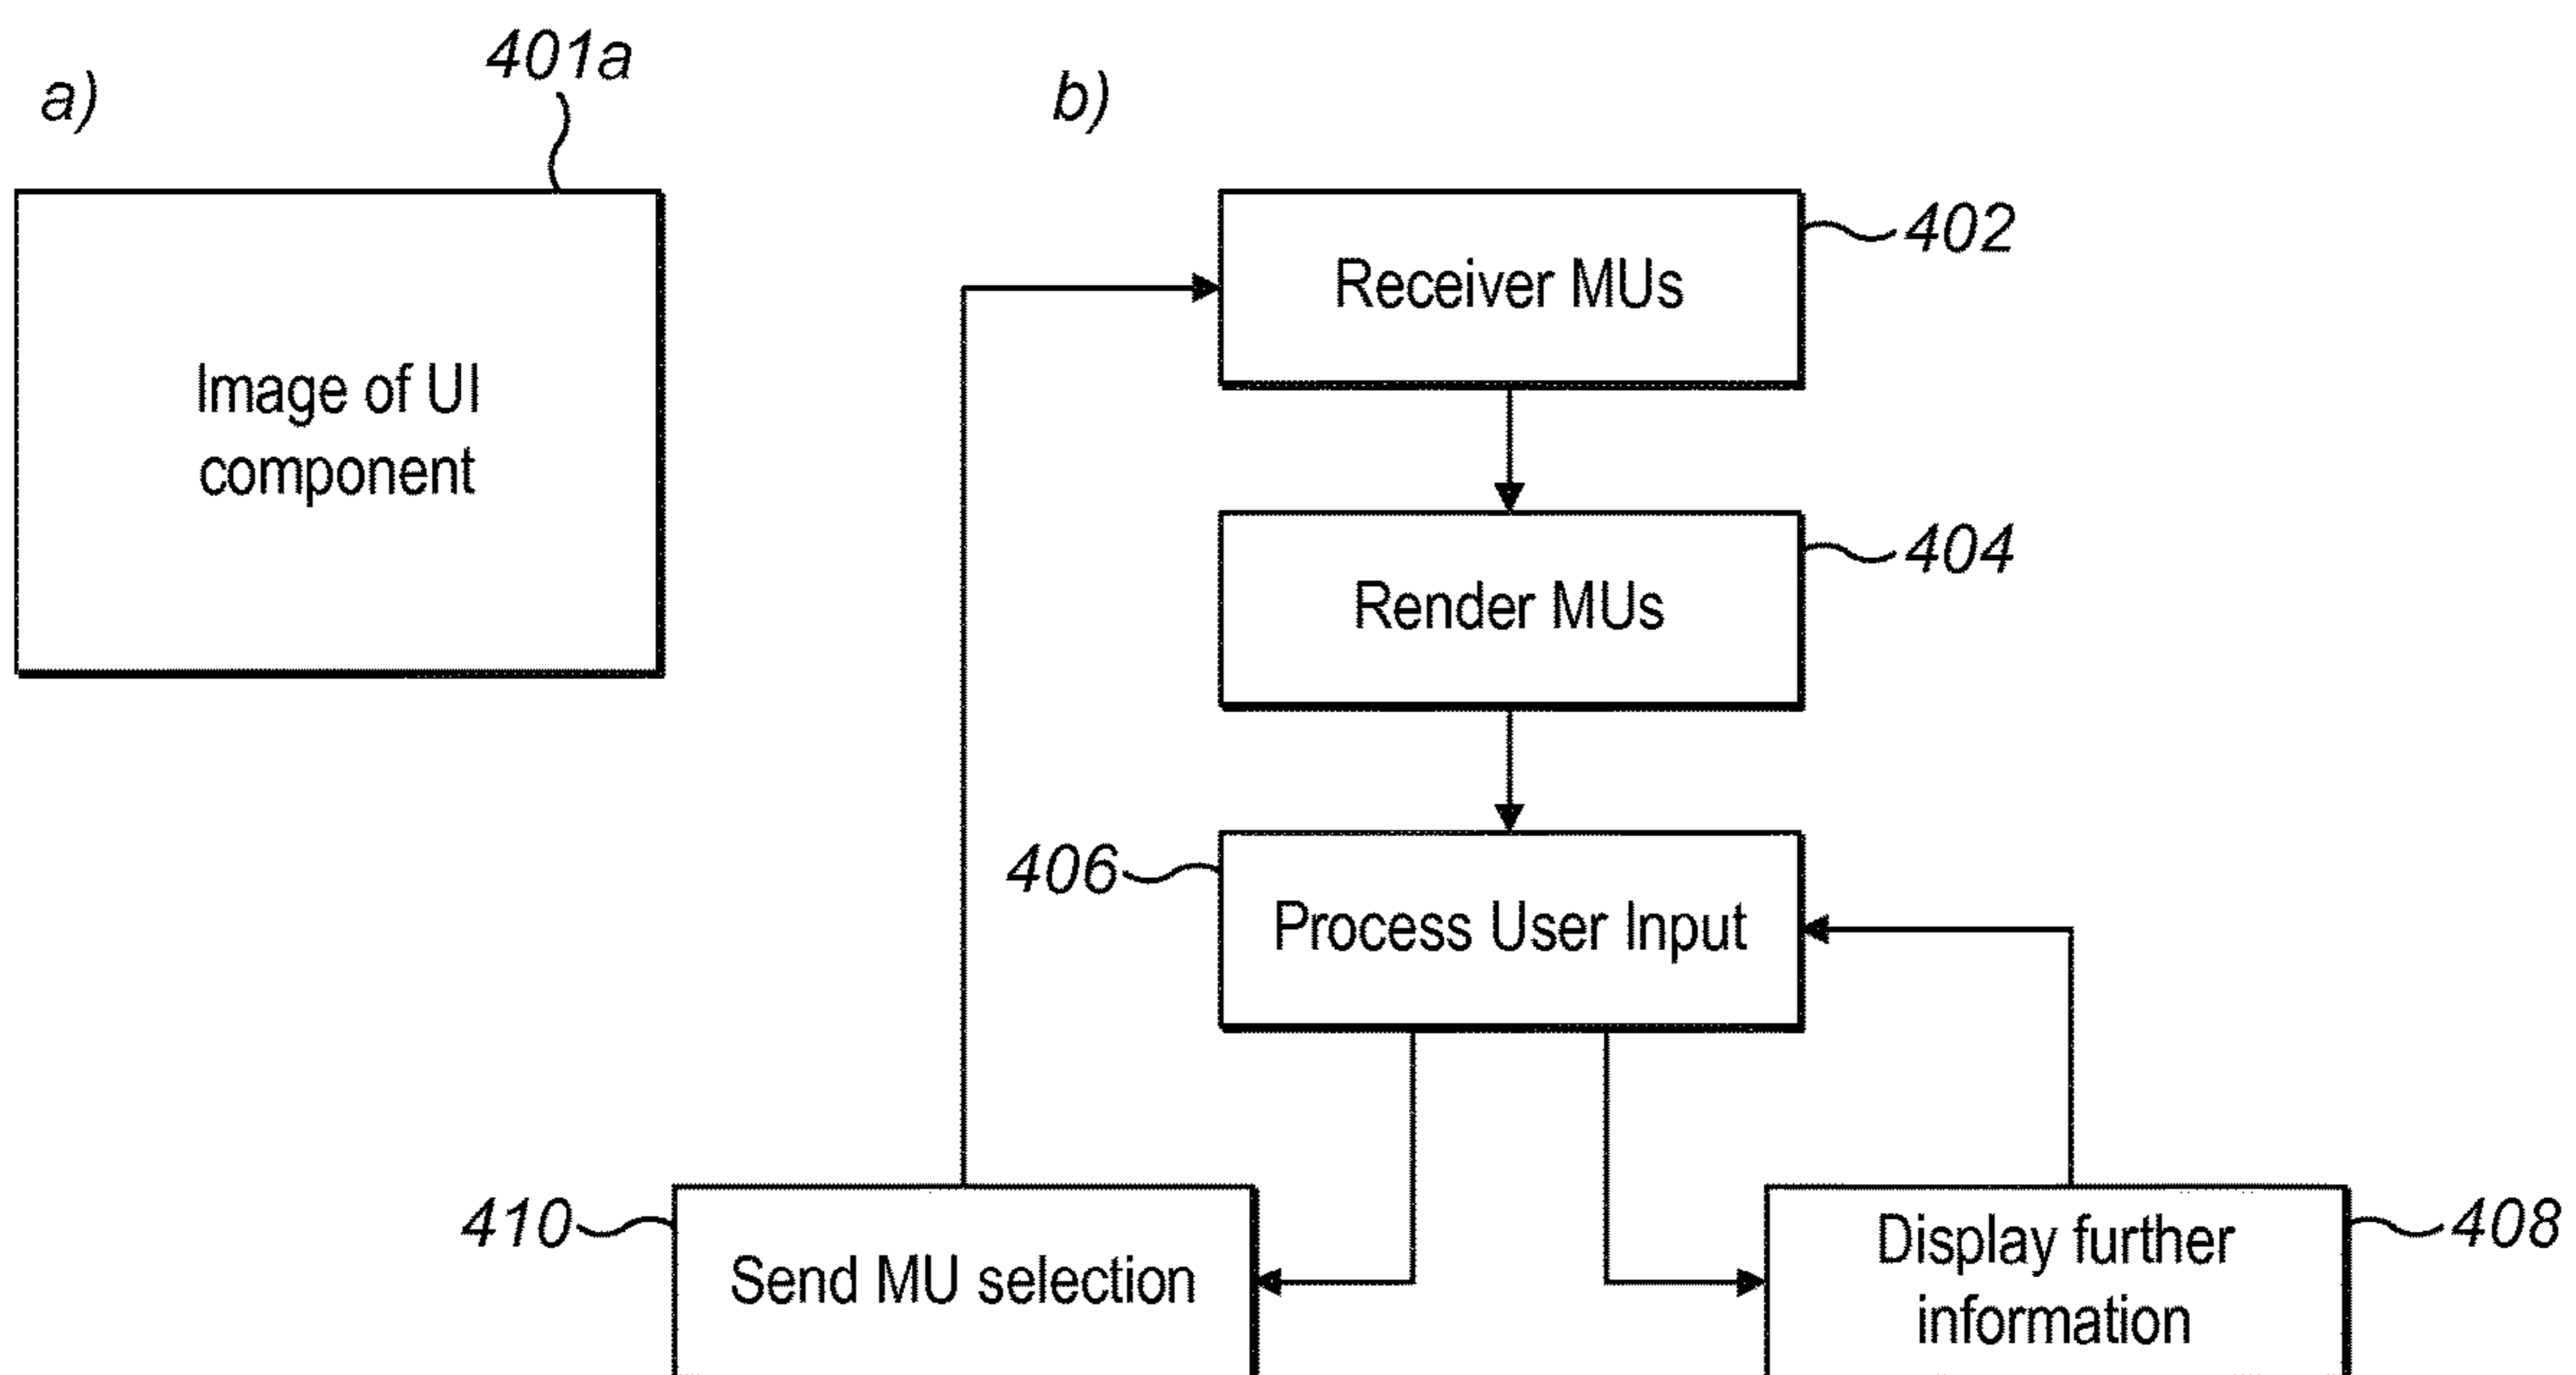 a)
401a
Image of UI
component
b)
402
Receiver MUs
404
Render MUs
406
Process User Input
410
Send MU selection
408
Display further
information